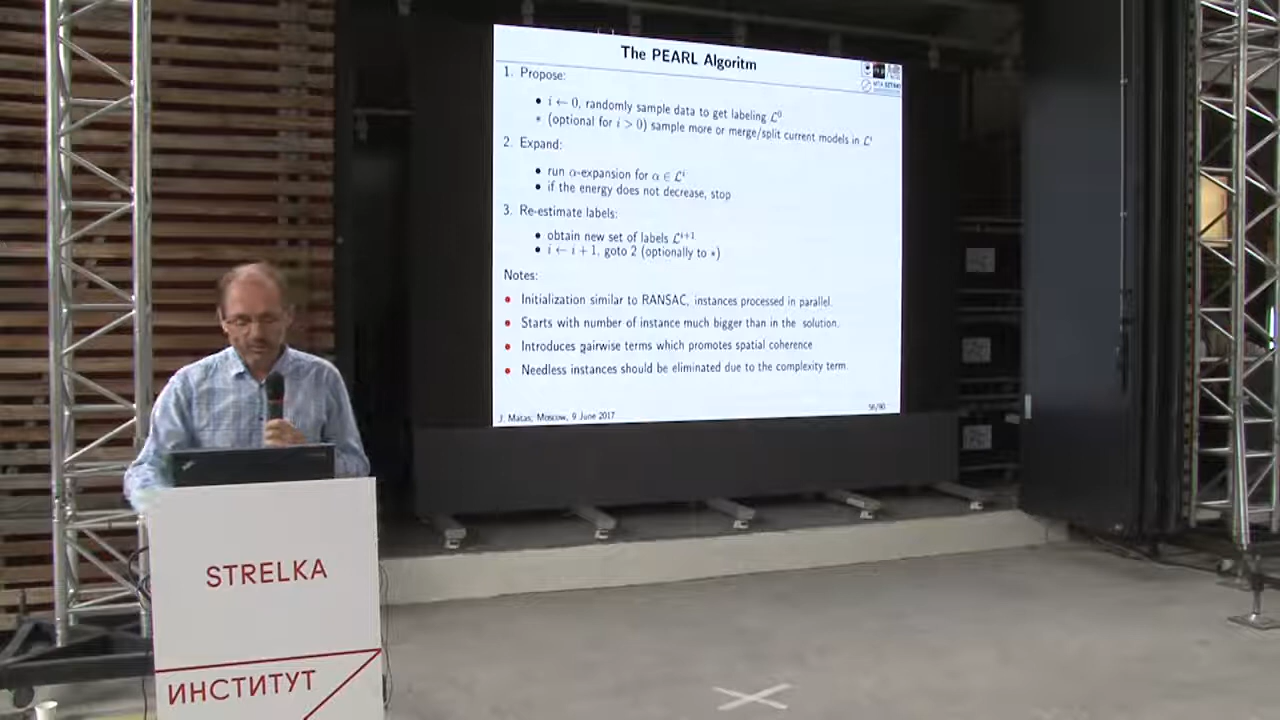 The PEARL Algoritm
1. Propose:
• i ← 0, randomly sample data to get labeling 𝓛⁰
* (optional for i > 0) sample more or merge/split current models in 𝓛ⁱ
2. Expand:
• run α-expansion for α ∈ 𝓛ⁱ
• if the energy does not decrease, stop
3. Re-estimate labels:
• obtain new set of labels 𝓛ⁱ⁺¹
• i ← i + 1, goto 2 (optionally to *)
Notes:
• Initialization similar to RANSAC, instances processed in parallel.
• Starts with number of instance much bigger than in the solution.
• Introduces pairwise terms which promotes spatial coherence
• Needless instances should be eliminated due to the complexity term.
J. Matas, Moscow, 9 June 2017
56/90
STRELKA
ИНСТИТУТ